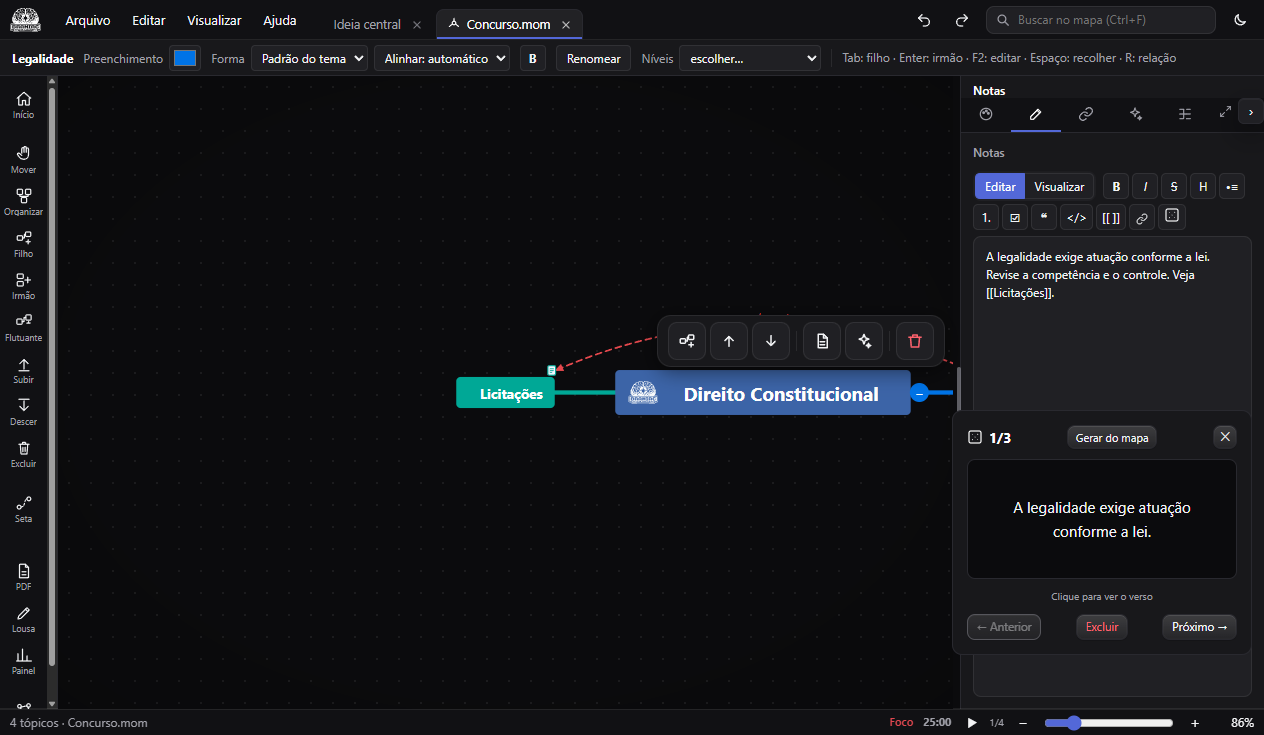 Arquivo Editar Visualizar Ajuda
Ideia central
Concurso.mom
Buscar no mapa (Ctrl+F)
Legalidade Preenchimento
Forma Padrão do tema
Alinhar: automático
B
Renomear
Níveis escolher...
Tab: filho · Enter: irmão · F2: editar · Espaço: recolher · R: relação
Início
Mover
Organizar
Filho
Irmão
Flutuante
Subir
Descer
Excluir
Seta
PDF
Lousa
Painel
Licitações
Direito Constitucional
Notas
Notas
Editar Visualizar B I S H
1. ❝ </> [[ ]]
A legalidade exige atuação conforme a lei.
Revise a competência e o controle. Veja
[[Licitações]].
1/3
Gerar do mapa
A legalidade exige atuação
conforme a lei.
Clique para ver o verso
← Anterior
Excluir
Próximo →
4 tópicos · Concurso.mom
Foco 25:00
1/4
86%